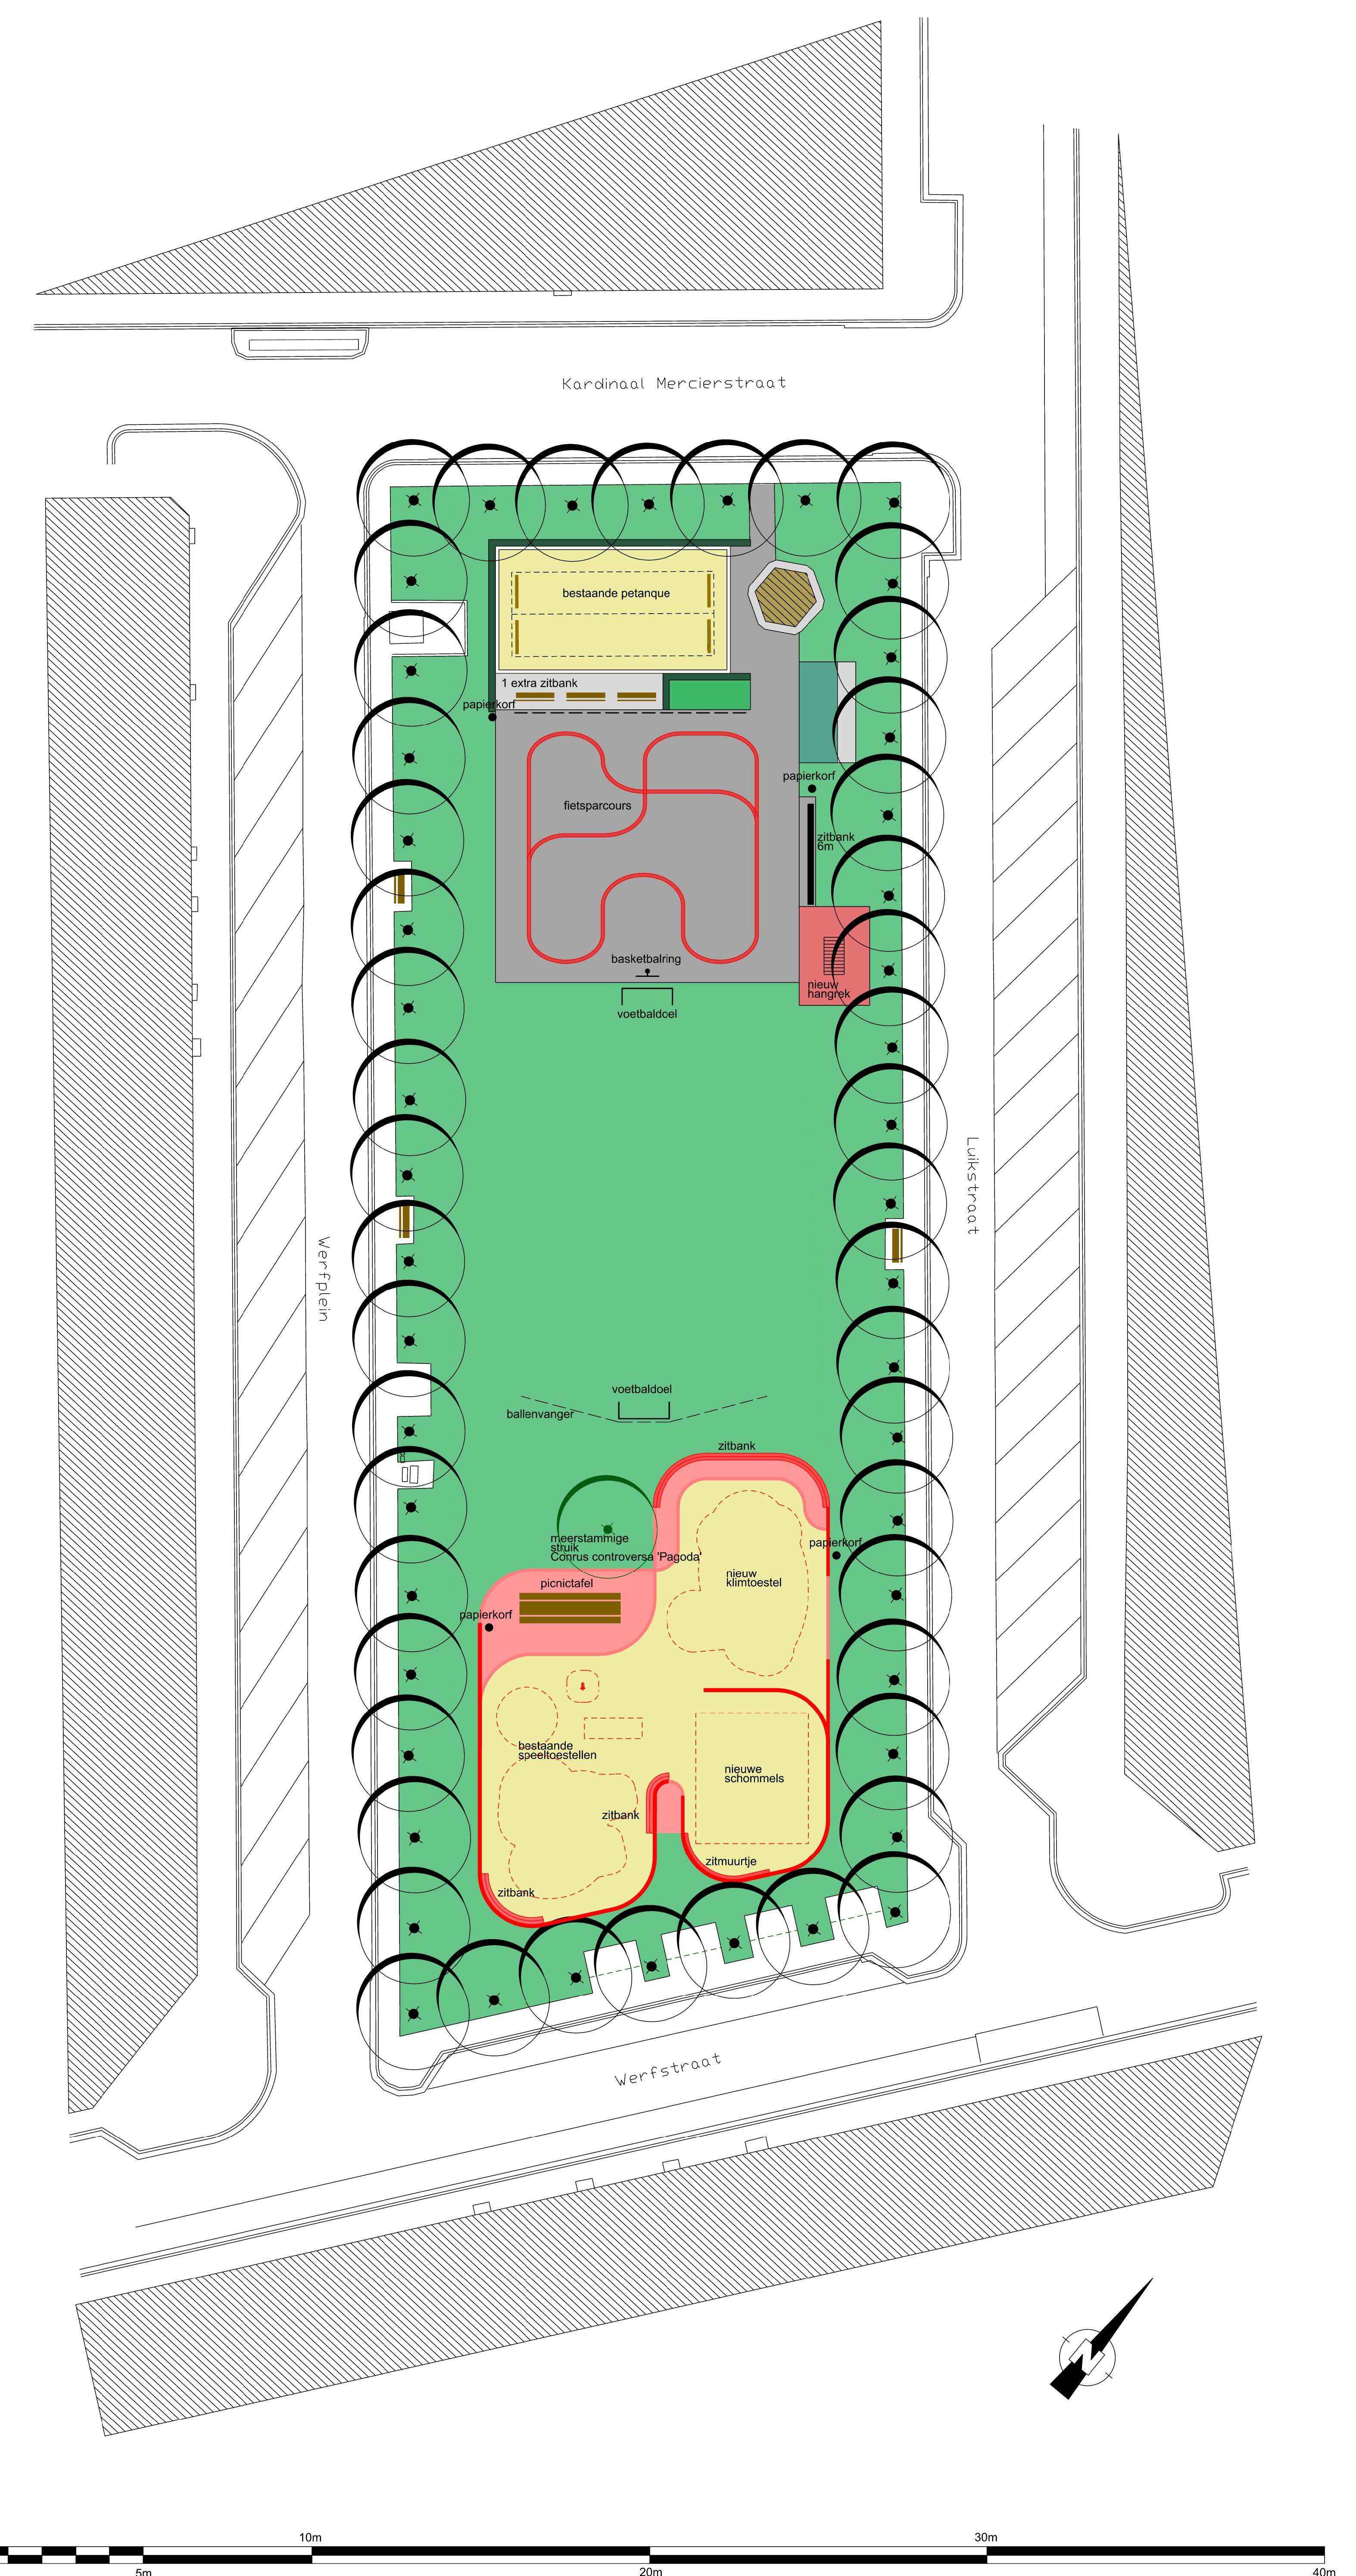 Kardinaal Mercierstraat
bestaande petanque
1 extra zitbank
papierkorf
papierkorf
fietsparcours
zitbank
6m
basketbalring
nieuw
hangrek
voetbaldoel
Luikstraat
Werfplein
voetbaldoel
ballenvanger
zitbank
meerstammige
struik
Conrus controversa 'Pagoda'
papierkorf
nieuw
klimtoestel
picnictafel
papierkorf
bestaande
speeltoestellen
nieuwe
schommels
zitbank
zitmuurtje
zitbank
Werfstraat
N
10m
30m
5m
20m
40m